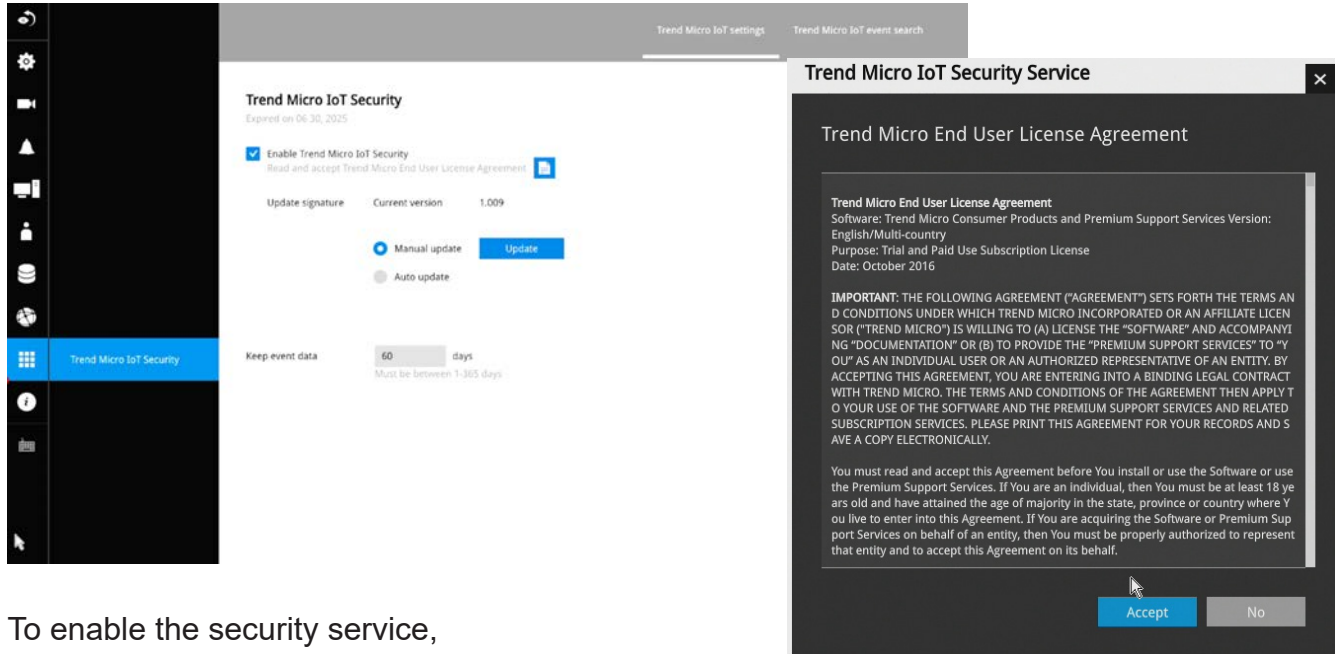 Trend Micro IoT settings
Trend Micro IoT event search
Trend Micro IoT Security
Expired on 06 30, 2025
Enable Trend Micro IoT Security
Read and accept Trend Micro End User License Agreement
Update signature Current version 1.009
Manual update Update
Auto update
Trend Micro IoT Security
Keep event data 60 days
Must be between 1-365 days
Trend Micro IoT Security Service
Trend Micro End User License Agreement
Trend Micro End User License Agreement
Software: Trend Micro Consumer Products and Premium Support Services Version:
English/Multi-country
Purpose: Trial and Paid Use Subscription License
Date: October 2016
IMPORTANT: THE FOLLOWING AGREEMENT ("AGREEMENT") SETS FORTH THE TERMS AN
D CONDITIONS UNDER WHICH TREND MICRO INCORPORATED OR AN AFFILIATE LICEN
SOR ("TREND MICRO") IS WILLING TO (A) LICENSE THE “SOFTWARE” AND ACCOMPANYI
NG “DOCUMENTATION” OR (B) TO PROVIDE THE “PREMIUM SUPPORT SERVICES” TO “Y
OU” AS AN INDIVIDUAL USER OR AN AUTHORIZED REPRESENTATIVE OF AN ENTITY. BY
ACCEPTING THIS AGREEMENT, YOU ARE ENTERING INTO A BINDING LEGAL CONTRACT
WITH TREND MICRO. THE TERMS AND CONDITIONS OF THE AGREEMENT THEN APPLY T
O YOUR USE OF THE SOFTWARE AND THE PREMIUM SUPPORT SERVICES AND RELATED
SUBSCRIPTION SERVICES. PLEASE PRINT THIS AGREEMENT FOR YOUR RECORDS AND S
AVE A COPY ELECTRONICALLY.
You must read and accept this Agreement before You install or use the Software or use
the Premium Support Services. If You are an individual, then You must be at least 18 ye
ars old and have attained the age of majority in the state, province or country where Y
ou live to enter into this Agreement. If You are acquiring the Software or Premium Sup
port Services on behalf of an entity, then You must be properly authorized to represent
that entity and to accept this Agreement on its behalf.
Accept No
To enable the security service,